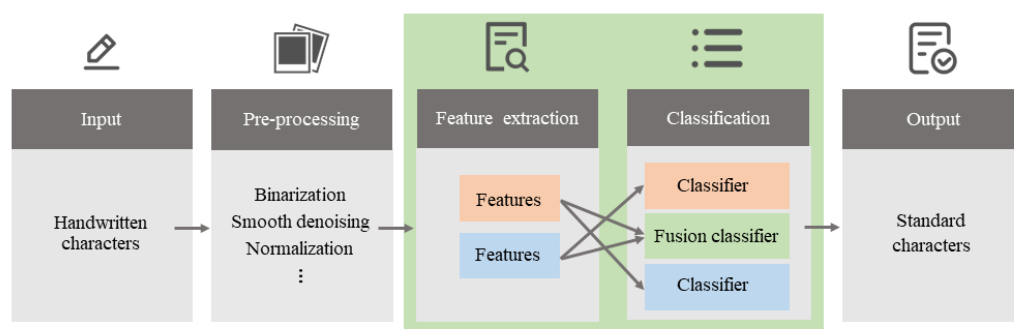 Input
Handwritten
characters
Pre-processing
Binarization
Smooth denoising
Normalization
⋮
Feature extraction
Features
Features
Classification
Classifier
Fusion classifier
Classifier
Output
Standard
characters